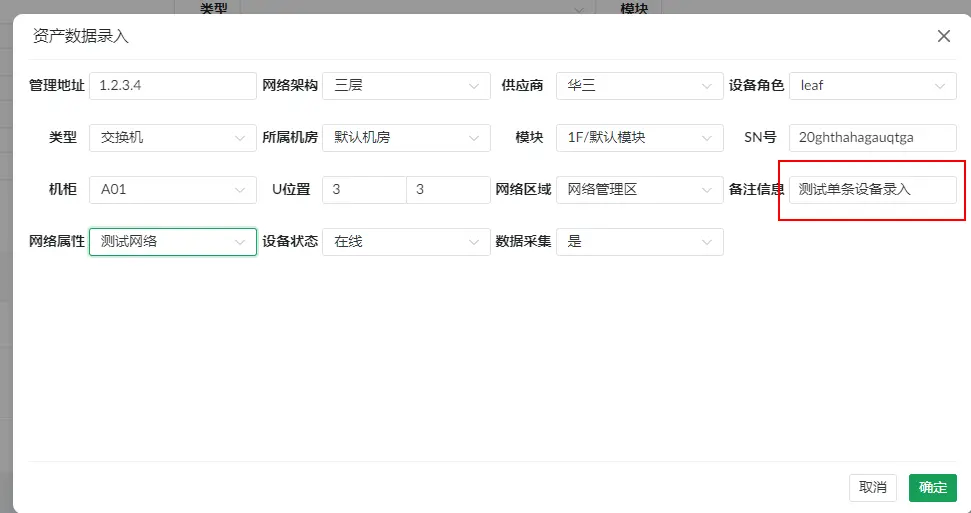 类型 模块
资产数据录入
管理地址 1.2.3.4 网络架构 三层 供应商 华三 设备角色 leaf
类型 交换机 所属机房 默认机房 模块 1F/默认模块 SN号 20ghthahagauqtga
机柜 A01 U位置 3 3 网络区域 网络管理区 备注信息 测试单条设备录入
网络属性 测试网络 设备状态 在线 数据采集 是
取消 确定